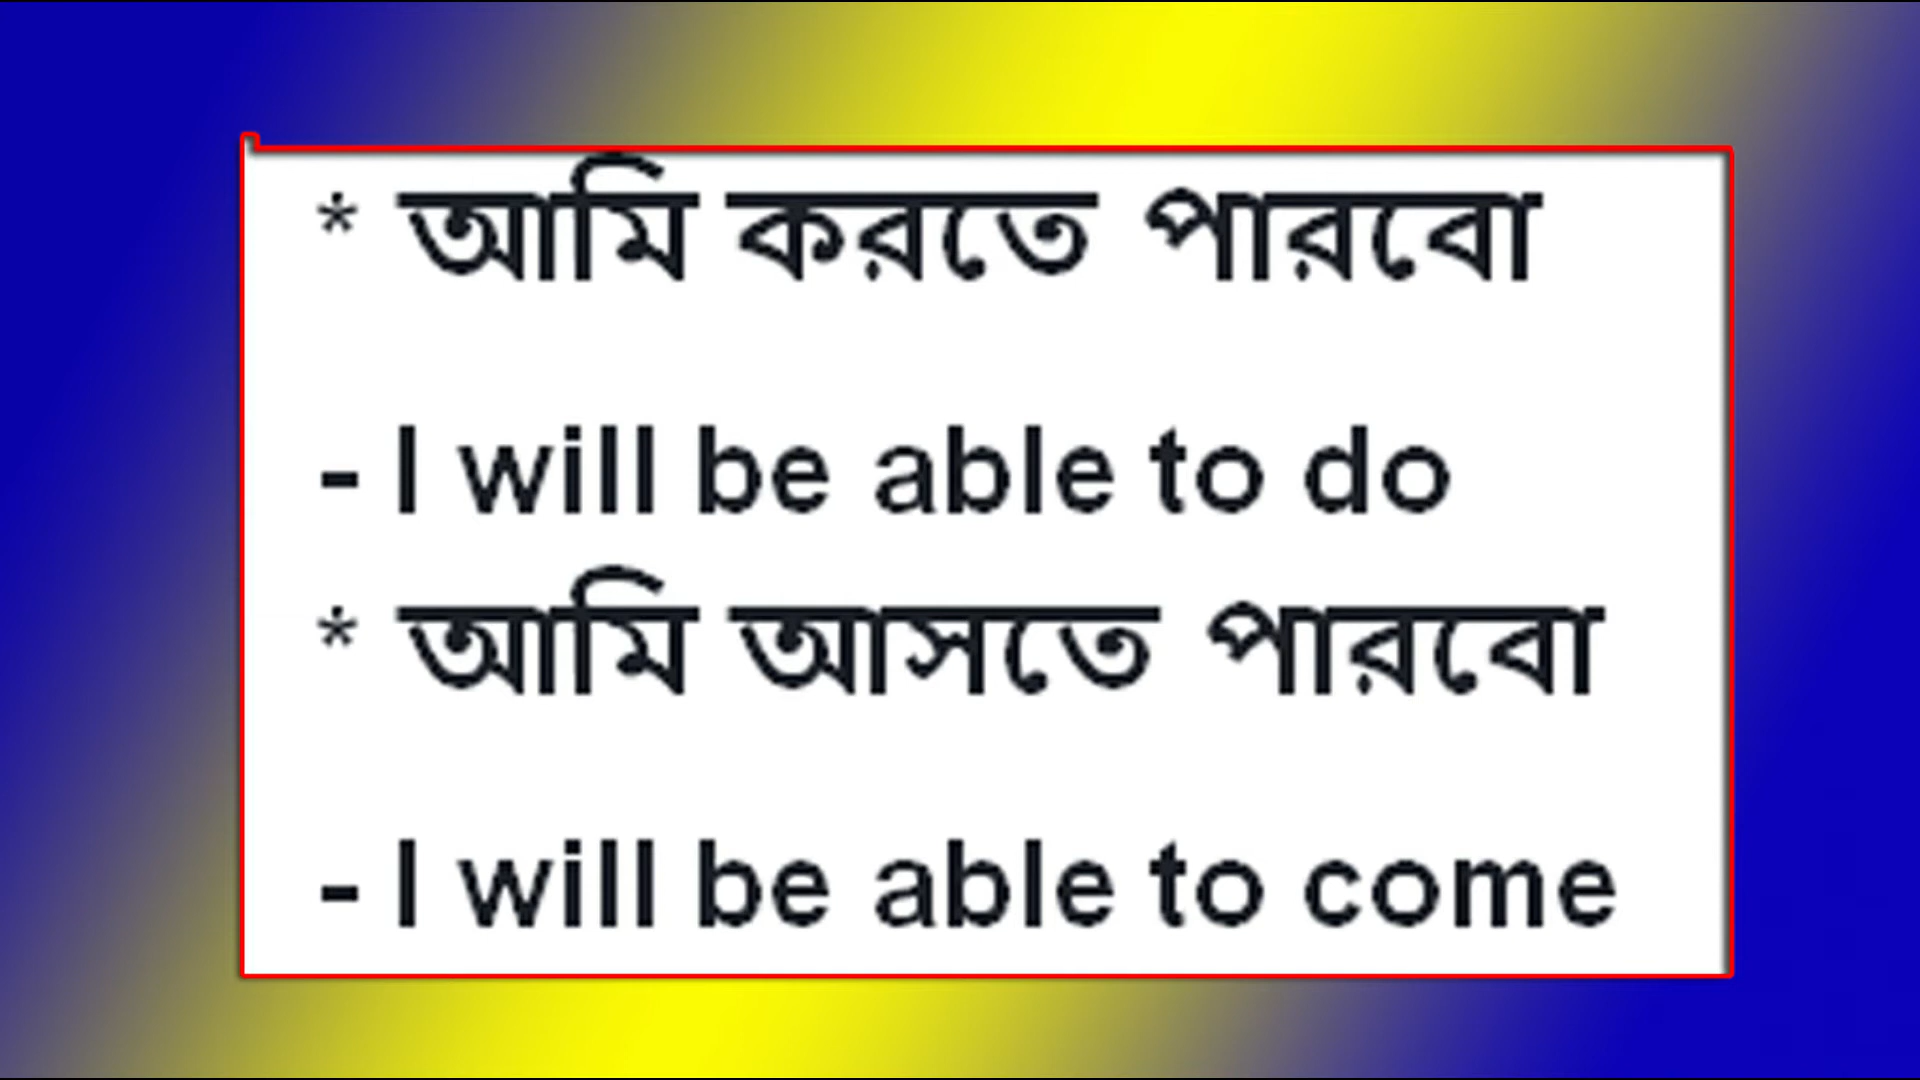 * আমি করতে পারবো
- I will be able to do
* আমি আসতে পারবো
- I will be able to come